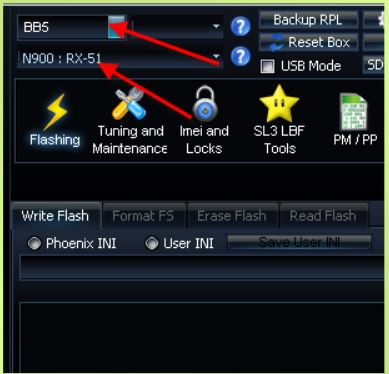 BB5 ? Backup RPL
Reset Box
N900 : RX-51 ? USB Mode SD
Flashing Tuning and Maintenance Imei and Locks SL3 LBF Tools PM / PP
Write Flash Format FS Erase Flash Read Flash
Phoenix INI User INI Save User INI